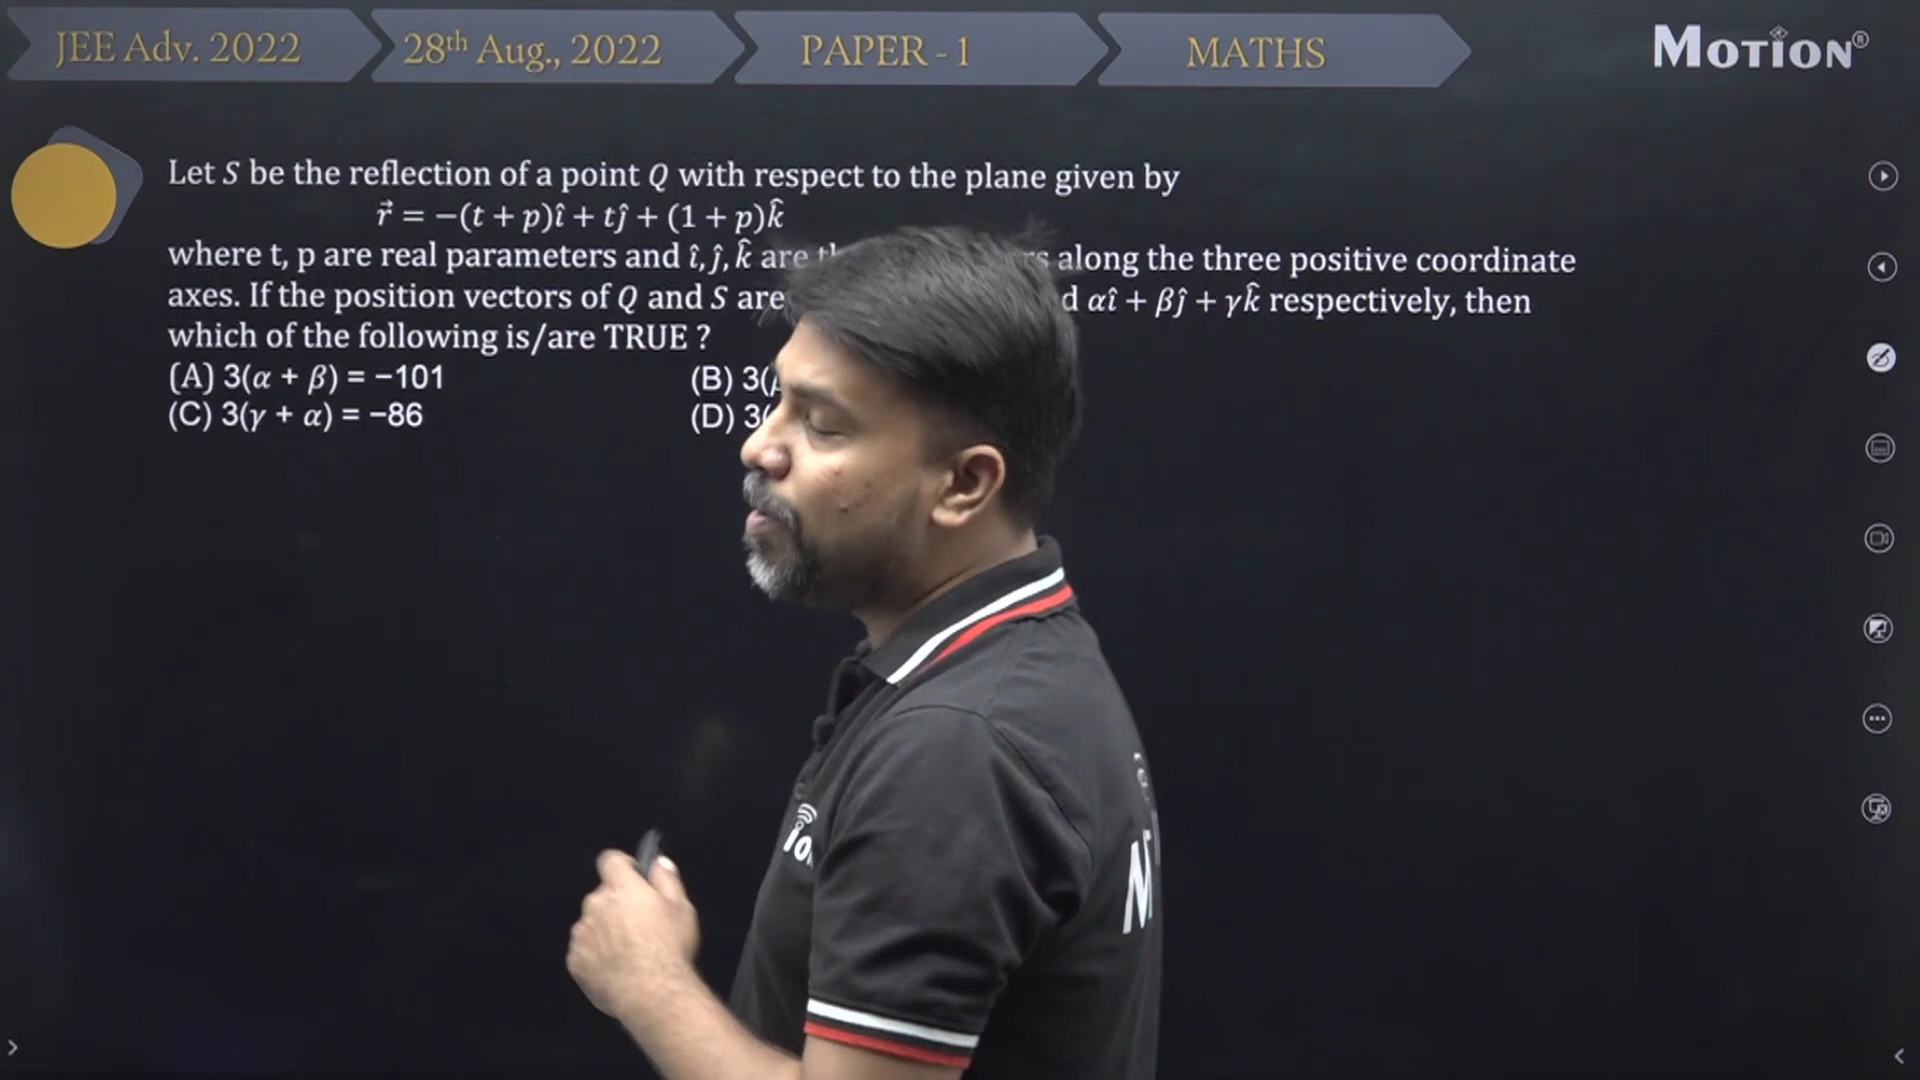 JEE Adv. 2022
28th Aug., 2022
PAPER - 1
MATHS
MOTION®
Let S be the reflection of a point Q with respect to the plane given by
r⃗ = −(t + p)î + tĵ + (1 + p)k̂
where t, p are real parameters and î, ĵ, k̂ are along the three positive coordinate
axes. If the position vectors of Q and S are αî + βĵ + γk̂ respectively, then
which of the following is/are TRUE ?
(A) 3(α + β) = −101
(B) 3(
(C) 3(γ + α) = −86
(D) 3(